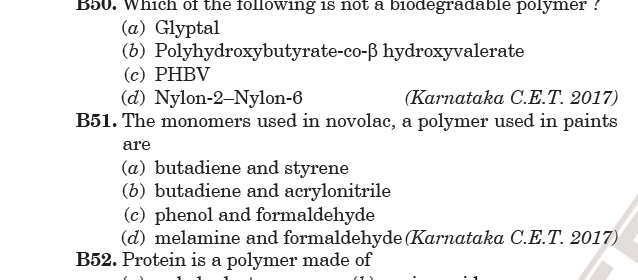 B50. Which of the following is not a biodegradable polymer ?
(a) Glyptal
(b) Polyhydroxybutyrate-co-β hydroxyvalerate
(c) PHBV
(d) Nylon-2–Nylon-6 (Karnataka C.E.T. 2017)
B51. The monomers used in novolac, a polymer used in paints
are
(a) butadiene and styrene
(b) butadiene and acrylonitrile
(c) phenol and formaldehyde
(d) melamine and formaldehyde (Karnataka C.E.T. 2017)
B52. Protein is a polymer made of